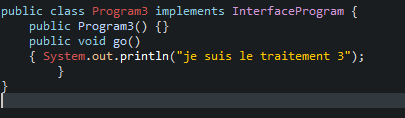 public class Program3 implements InterfaceProgram {
public Program3() {}
public void go()
{ System.out.println("je suis le traitement 3");
}
}